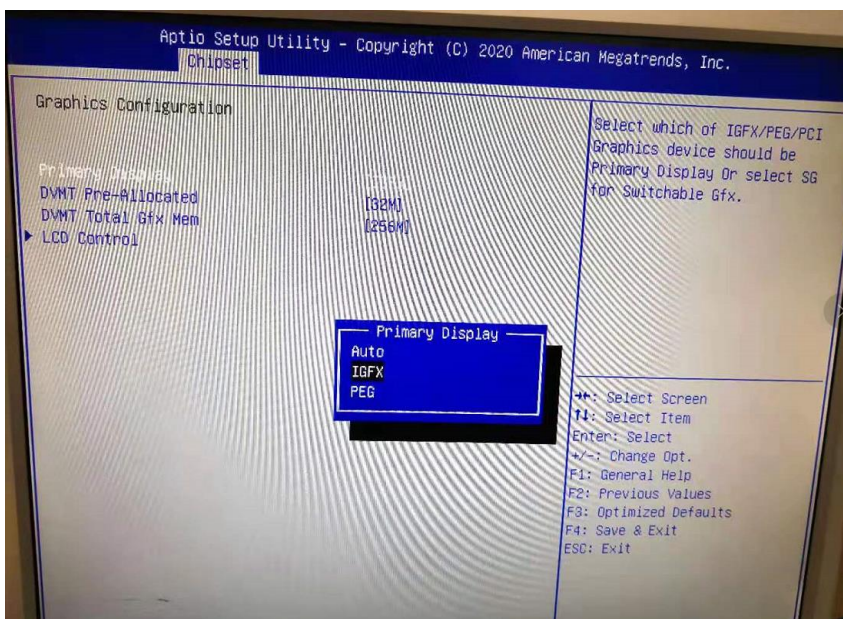 Aptio Setup Utility - Copyright (C) 2020 American Megatrends, Inc.
Chipset
Graphics Configuration
Primary Display
DVMT Pre-Allocated [32M]
DVMT Total Gfx Mem [256M]
▶ LCD Control
Primary Display
Auto
IGFX
PEG
Select which of IGFX/PEG/PCI
Graphics device should be
Primary Display Or select SG
for Switchable Gfx.
→←: Select Screen
↑↓: Select Item
Enter: Select
+/-: Change Opt.
F1: General Help
F2: Previous Values
F3: Optimized Defaults
F4: Save & Exit
ESC: Exit